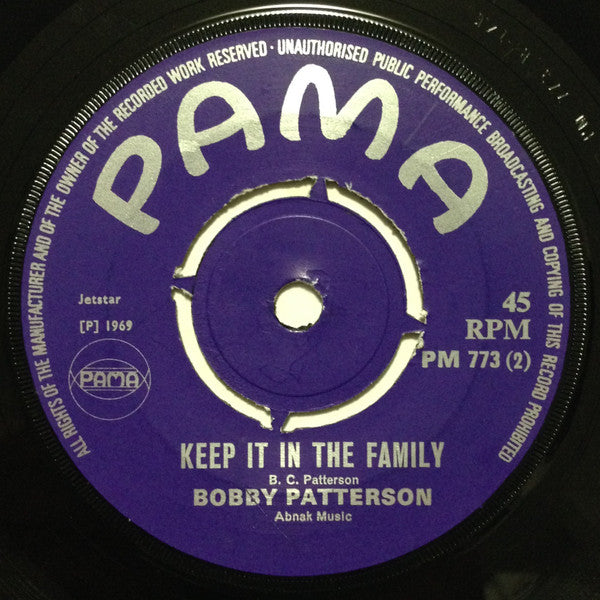 ALL RIGHTS OF THE MANUFACTURER AND OF THE OWNER OF THE RECORDED WORK RESERVED · UNAUTHORISED PUBLIC PERFORMANCE BROADCASTING AND COPYING OF THIS RECORD PROHIBITED
PAMA
Jetstar
[P] 1969
PAMA
45
RPM
PM 773 (2)
KEEP IT IN THE FAMILY
B. C. Patterson
BOBBY PATTERSON
Abnak Music